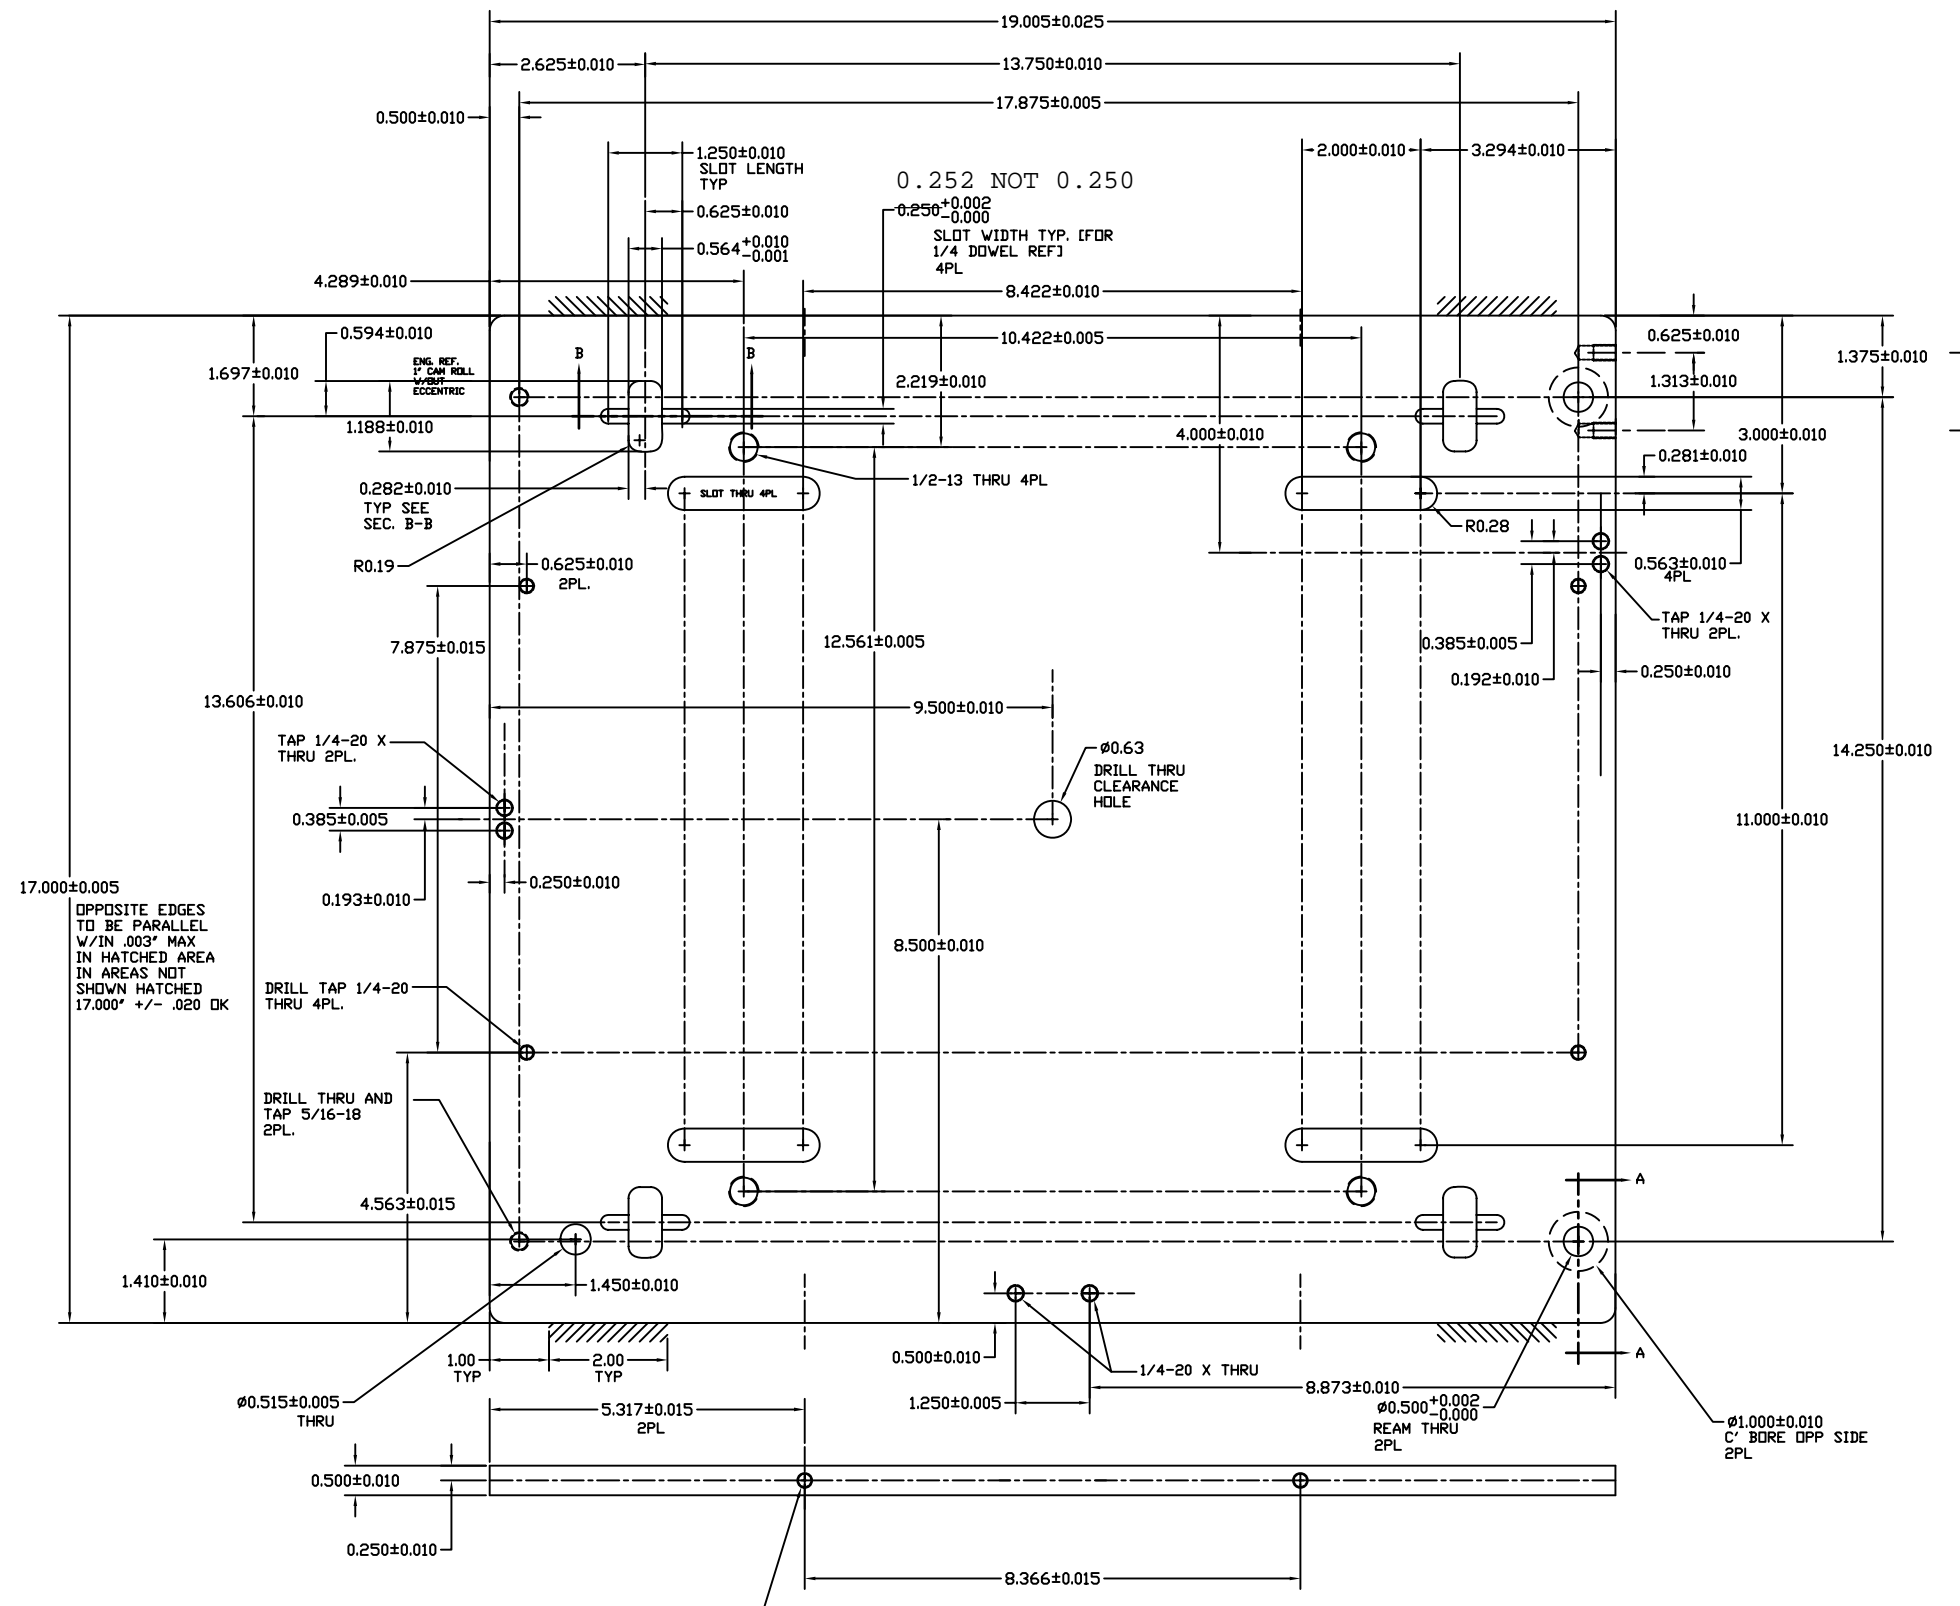 19.005±0.025
2.625±0.010
13.750±0.010
17.875±0.005
0.500±0.010
1.250±0.010
SLOT LENGTH
TYP
2.000±0.010
3.294±0.010
0.252 NOT 0.250
0.250 +0.002
-0.000
SLOT WIDTH TYP. [FOR
1/4 DOWEL REF]
4PL
0.625±0.010
0.564 +0.010
-0.001
4.289±0.010
8.422±0.010
0.594±0.010
10.422±0.005
0.625±0.010
1.375±0.010
B
B
ENG. REF.
1" CAM ROLL
W/OUT
ECCENTRIC
1.697±0.010
2.219±0.010
1.313±0.010
1.188±0.010
4.000±0.010
3.000±0.010
0.281±0.010
0.282±0.010
TYP SEE
SEC. B-B
SLOT THRU 4PL
1/2-13 THRU 4PL
R0.28
R0.19
0.625±0.010
2PL.
0.563±0.010
4PL
TAP 1/4-20 X
THRU 2PL.
7.875±0.015
12.561±0.005
0.385±0.005
0.192±0.010
0.250±0.010
13.606±0.010
9.500±0.010
TAP 1/4-20 X
THRU 2PL.
Ø0.63
DRILL THRU
CLEARANCE
HOLE
14.250±0.010
0.385±0.005
11.000±0.010
0.250±0.010
0.193±0.010
17.000±0.005
OPPOSITE EDGES
TO BE PARALLEL
W/IN .003" MAX
IN HATCHED AREA
IN AREAS NOT
SHOWN HATCHED
17.000" +/- .020 OK
8.500±0.010
DRILL TAP 1/4-20
THRU 4PL.
DRILL THRU AND
TAP 5/16-18
2PL.
4.563±0.015
A
1.410±0.010
1.450±0.010
A
0.500±0.010
1/4-20 X THRU
1.00
TYP
2.00
TYP
8.873±0.010
Ø0.515±0.005
THRU
5.317±0.015
2PL
1.250±0.005
Ø0.500 +0.002
-0.000
REAM THRU
2PL
Ø1.000±0.010
C' BORE OPP SIDE
2PL
0.500±0.010
0.250±0.010
8.366±0.015